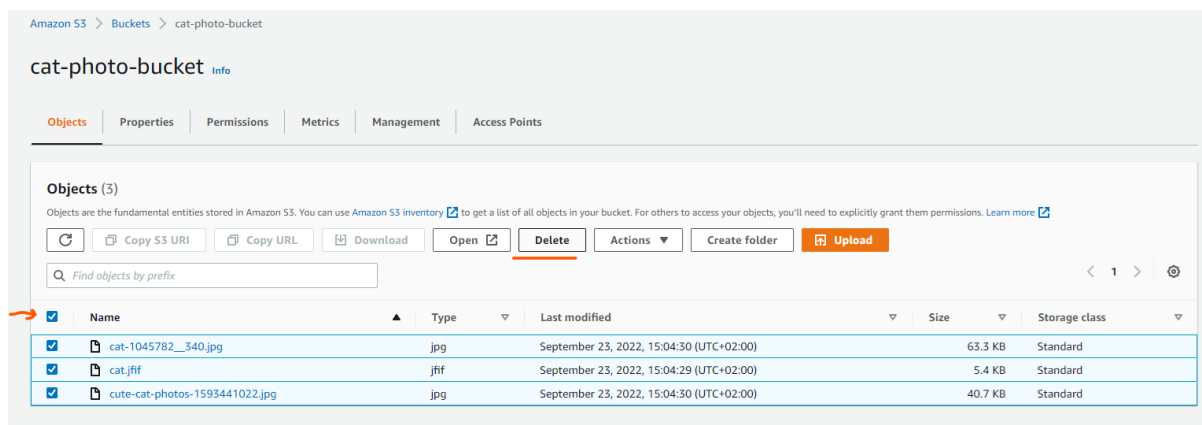 Amazon S3 > Buckets > cat-photo-bucket
cat-photo-bucket Info
Objects Properties Permissions Metrics Management Access Points
Objects (3)
Objects are the fundamental entities stored in Amazon S3. You can use Amazon S3 inventory to get a list of all objects in your bucket. For others to access your objects, you'll need to explicitly grant them permissions. Learn more
Copy S3 URI Copy URL Download Open Delete Actions Create folder Upload
Find objects by prefix < 1 >
Name Type Last modified Size Storage class
cat-1045782__340.jpg jpg September 23, 2022, 15:04:30 (UTC+02:00) 63.3 KB Standard
cat.jfif jfif September 23, 2022, 15:04:29 (UTC+02:00) 5.4 KB Standard
cute-cat-photos-1593441022.jpg jpg September 23, 2022, 15:04:30 (UTC+02:00) 40.7 KB Standard